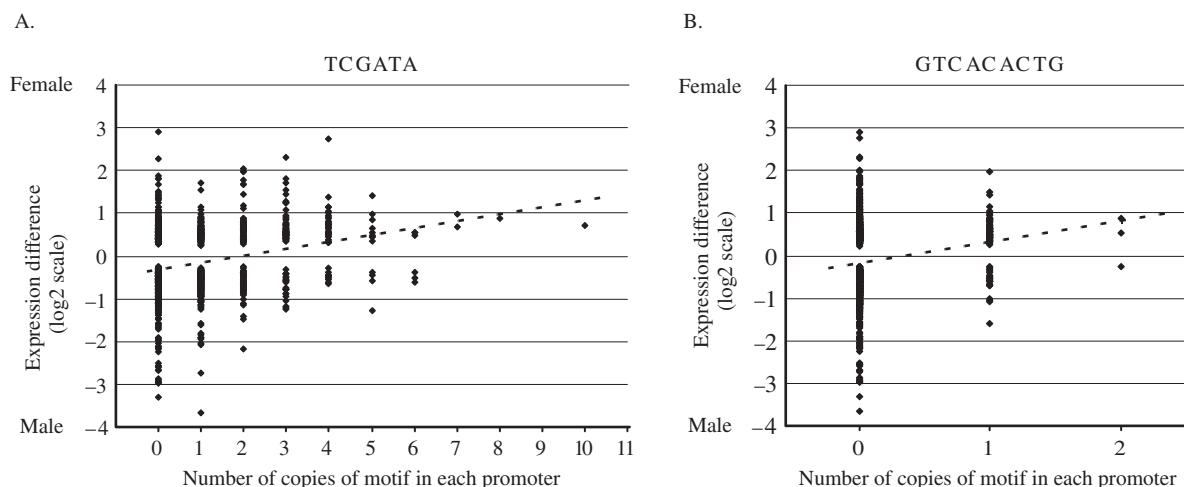 A.
TCGATA
Female
4
3
2
1
0
–1
–2
–3
–4
Male
Expression difference
(log2 scale)
0 1 2 3 4 5 6 7 8 9 10 11
Number of copies of motif in each promoter
B.
GTCACACTG
Female
4
3
2
1
0
–1
–2
–3
–4
Male
Expression difference
(log2 scale)
0 1 2
Number of copies of motif in each promoter